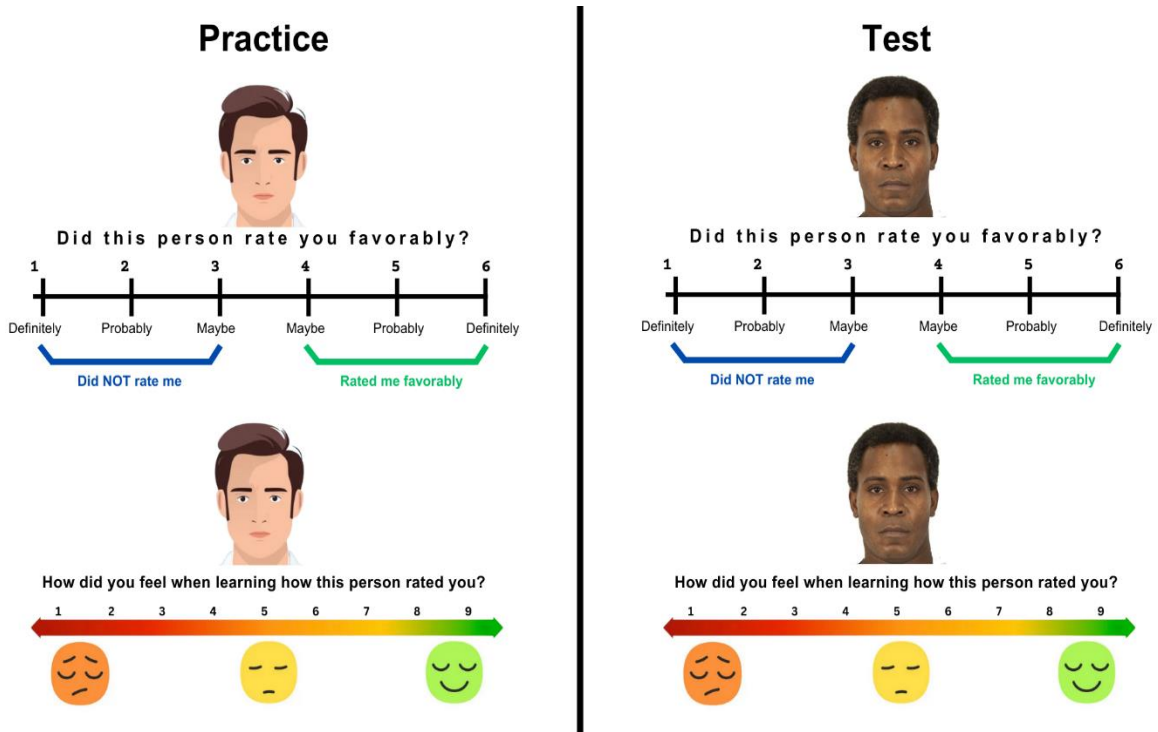 Practice
Did this person rate you favorably?
1 2 3 4 5 6
Definitely Probably Maybe Maybe Probably Definitely
Did NOT rate me Rated me favorably
How did you feel when learning how this person rated you?
1 2 3 4 5 6 7 8 9
Test
Did this person rate you favorably?
1 2 3 4 5 6
Definitely Probably Maybe Maybe Probably Definitely
Did NOT rate me Rated me favorably
How did you feel when learning how this person rated you?
1 2 3 4 5 6 7 8 9